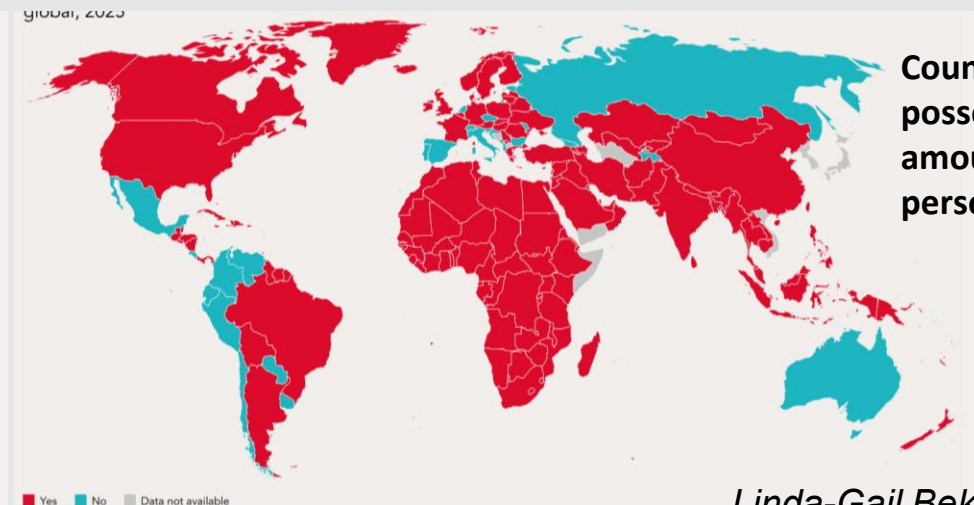 global, 2025
Coun
posse
amou
perso
Yes No Data not available
Linda-Gail Bek